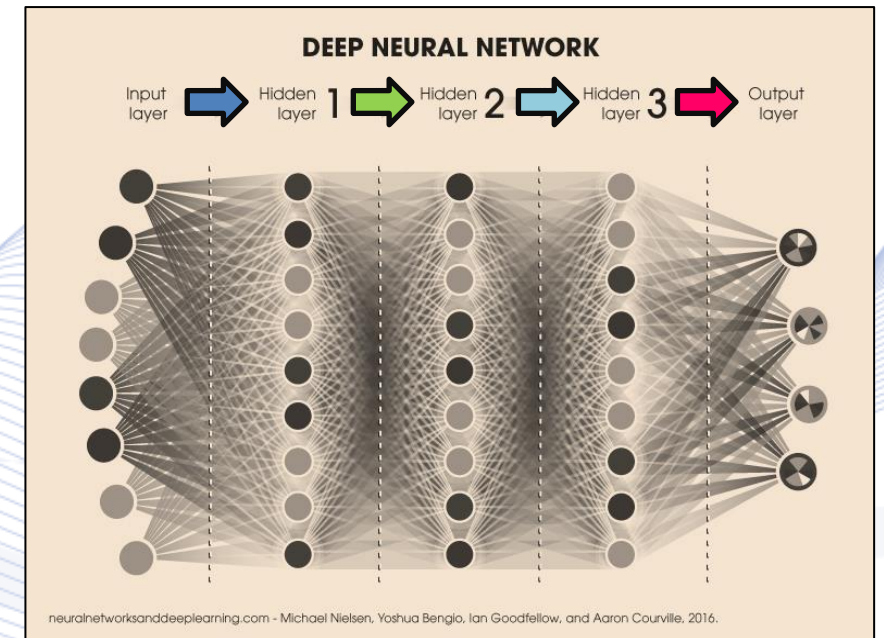 DEEP NEURAL NETWORK
Input layer
Hidden layer 1
Hidden layer 2
Hidden layer 3
Output layer
neuralnetworksanddeeplearning.com - Michael Nielsen, Yoshua Bengio, Ian Goodfellow, and Aaron Courville, 2016.